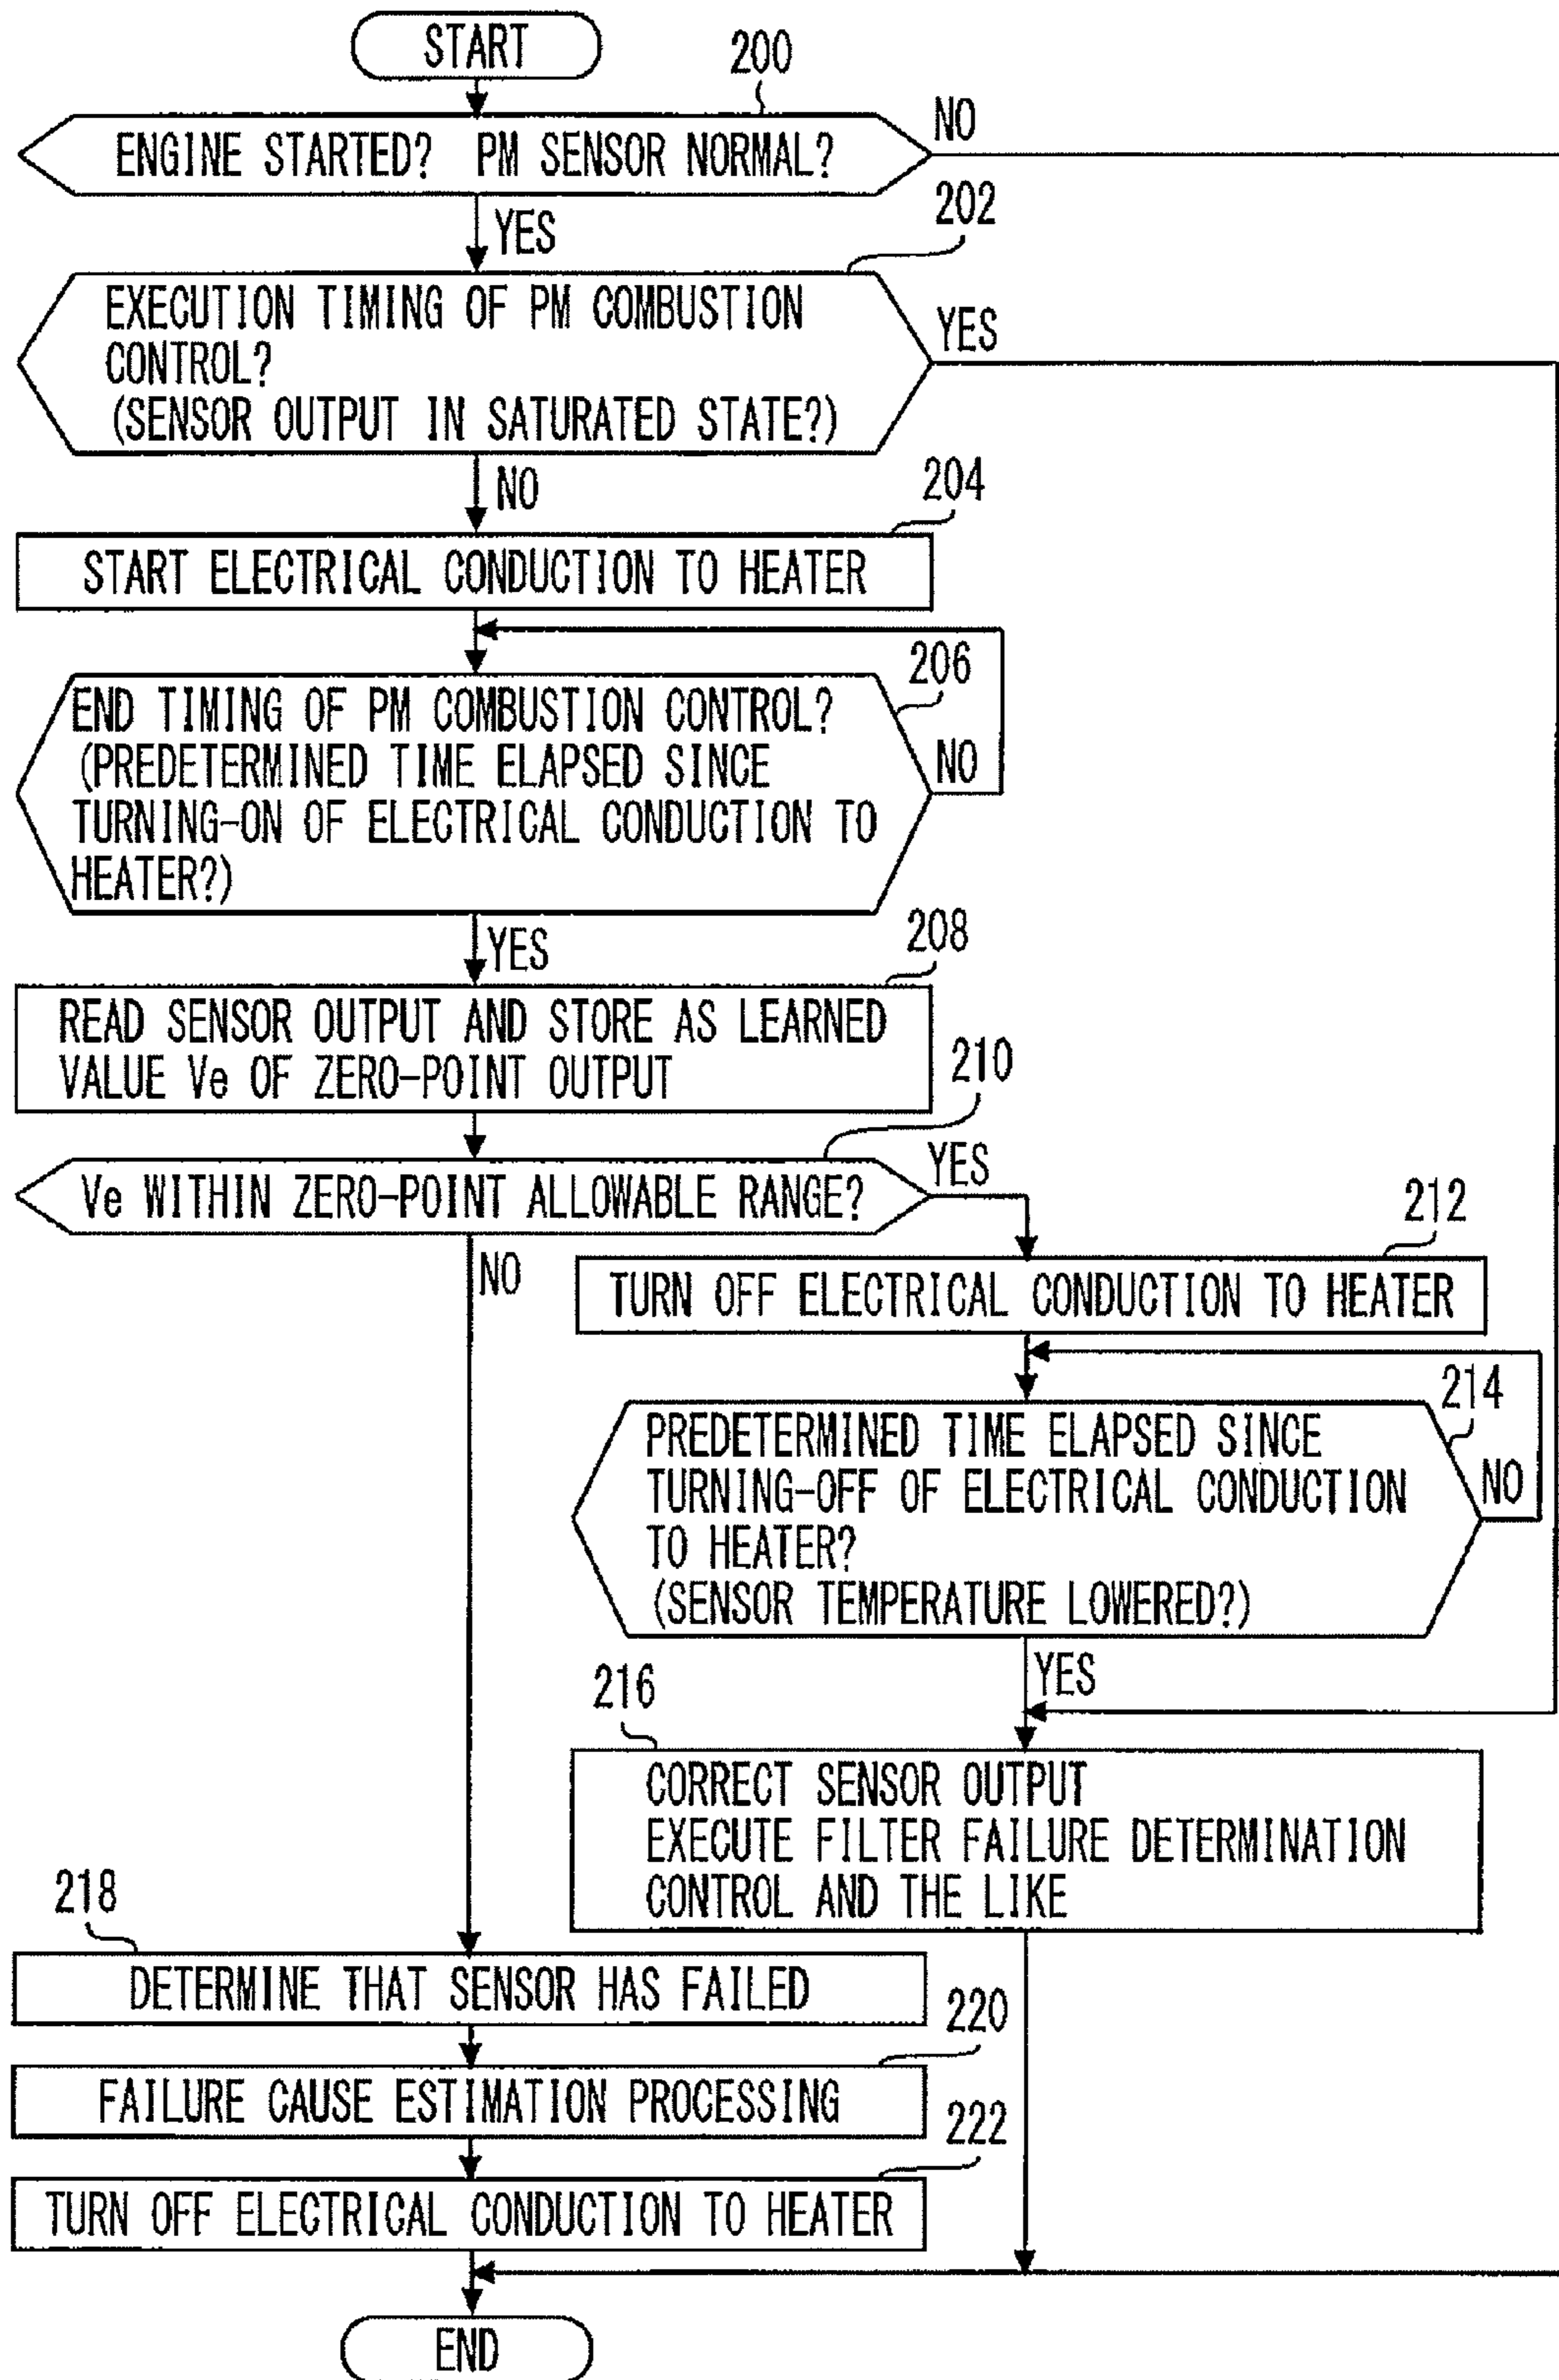 START
200
ENGINE STARTED? PM SENSOR NORMAL?
NO
YES
202
EXECUTION TIMING OF PM COMBUSTION
CONTROL?
(SENSOR OUTPUT IN SATURATED STATE?)
YES
NO
204
START ELECTRICAL CONDUCTION TO HEATER
206
END TIMING OF PM COMBUSTION CONTROL?
(PREDETERMINED TIME ELAPSED SINCE
TURNING-ON OF ELECTRICAL CONDUCTION TO
HEATER?)
NO
YES
208
READ SENSOR OUTPUT AND STORE AS LEARNED
VALUE Ve OF ZERO-POINT OUTPUT
210
Ve WITHIN ZERO-POINT ALLOWABLE RANGE?
YES
NO
212
TURN OFF ELECTRICAL CONDUCTION TO HEATER
214
PREDETERMINED TIME ELAPSED SINCE
TURNING-OFF OF ELECTRICAL CONDUCTION
TO HEATER?
(SENSOR TEMPERATURE LOWERED?)
NO
YES
216
CORRECT SENSOR OUTPUT
EXECUTE FILTER FAILURE DETERMINATION
CONTROL AND THE LIKE
218
DETERMINE THAT SENSOR HAS FAILED
220
FAILURE CAUSE ESTIMATION PROCESSING
222
TURN OFF ELECTRICAL CONDUCTION TO HEATER
END